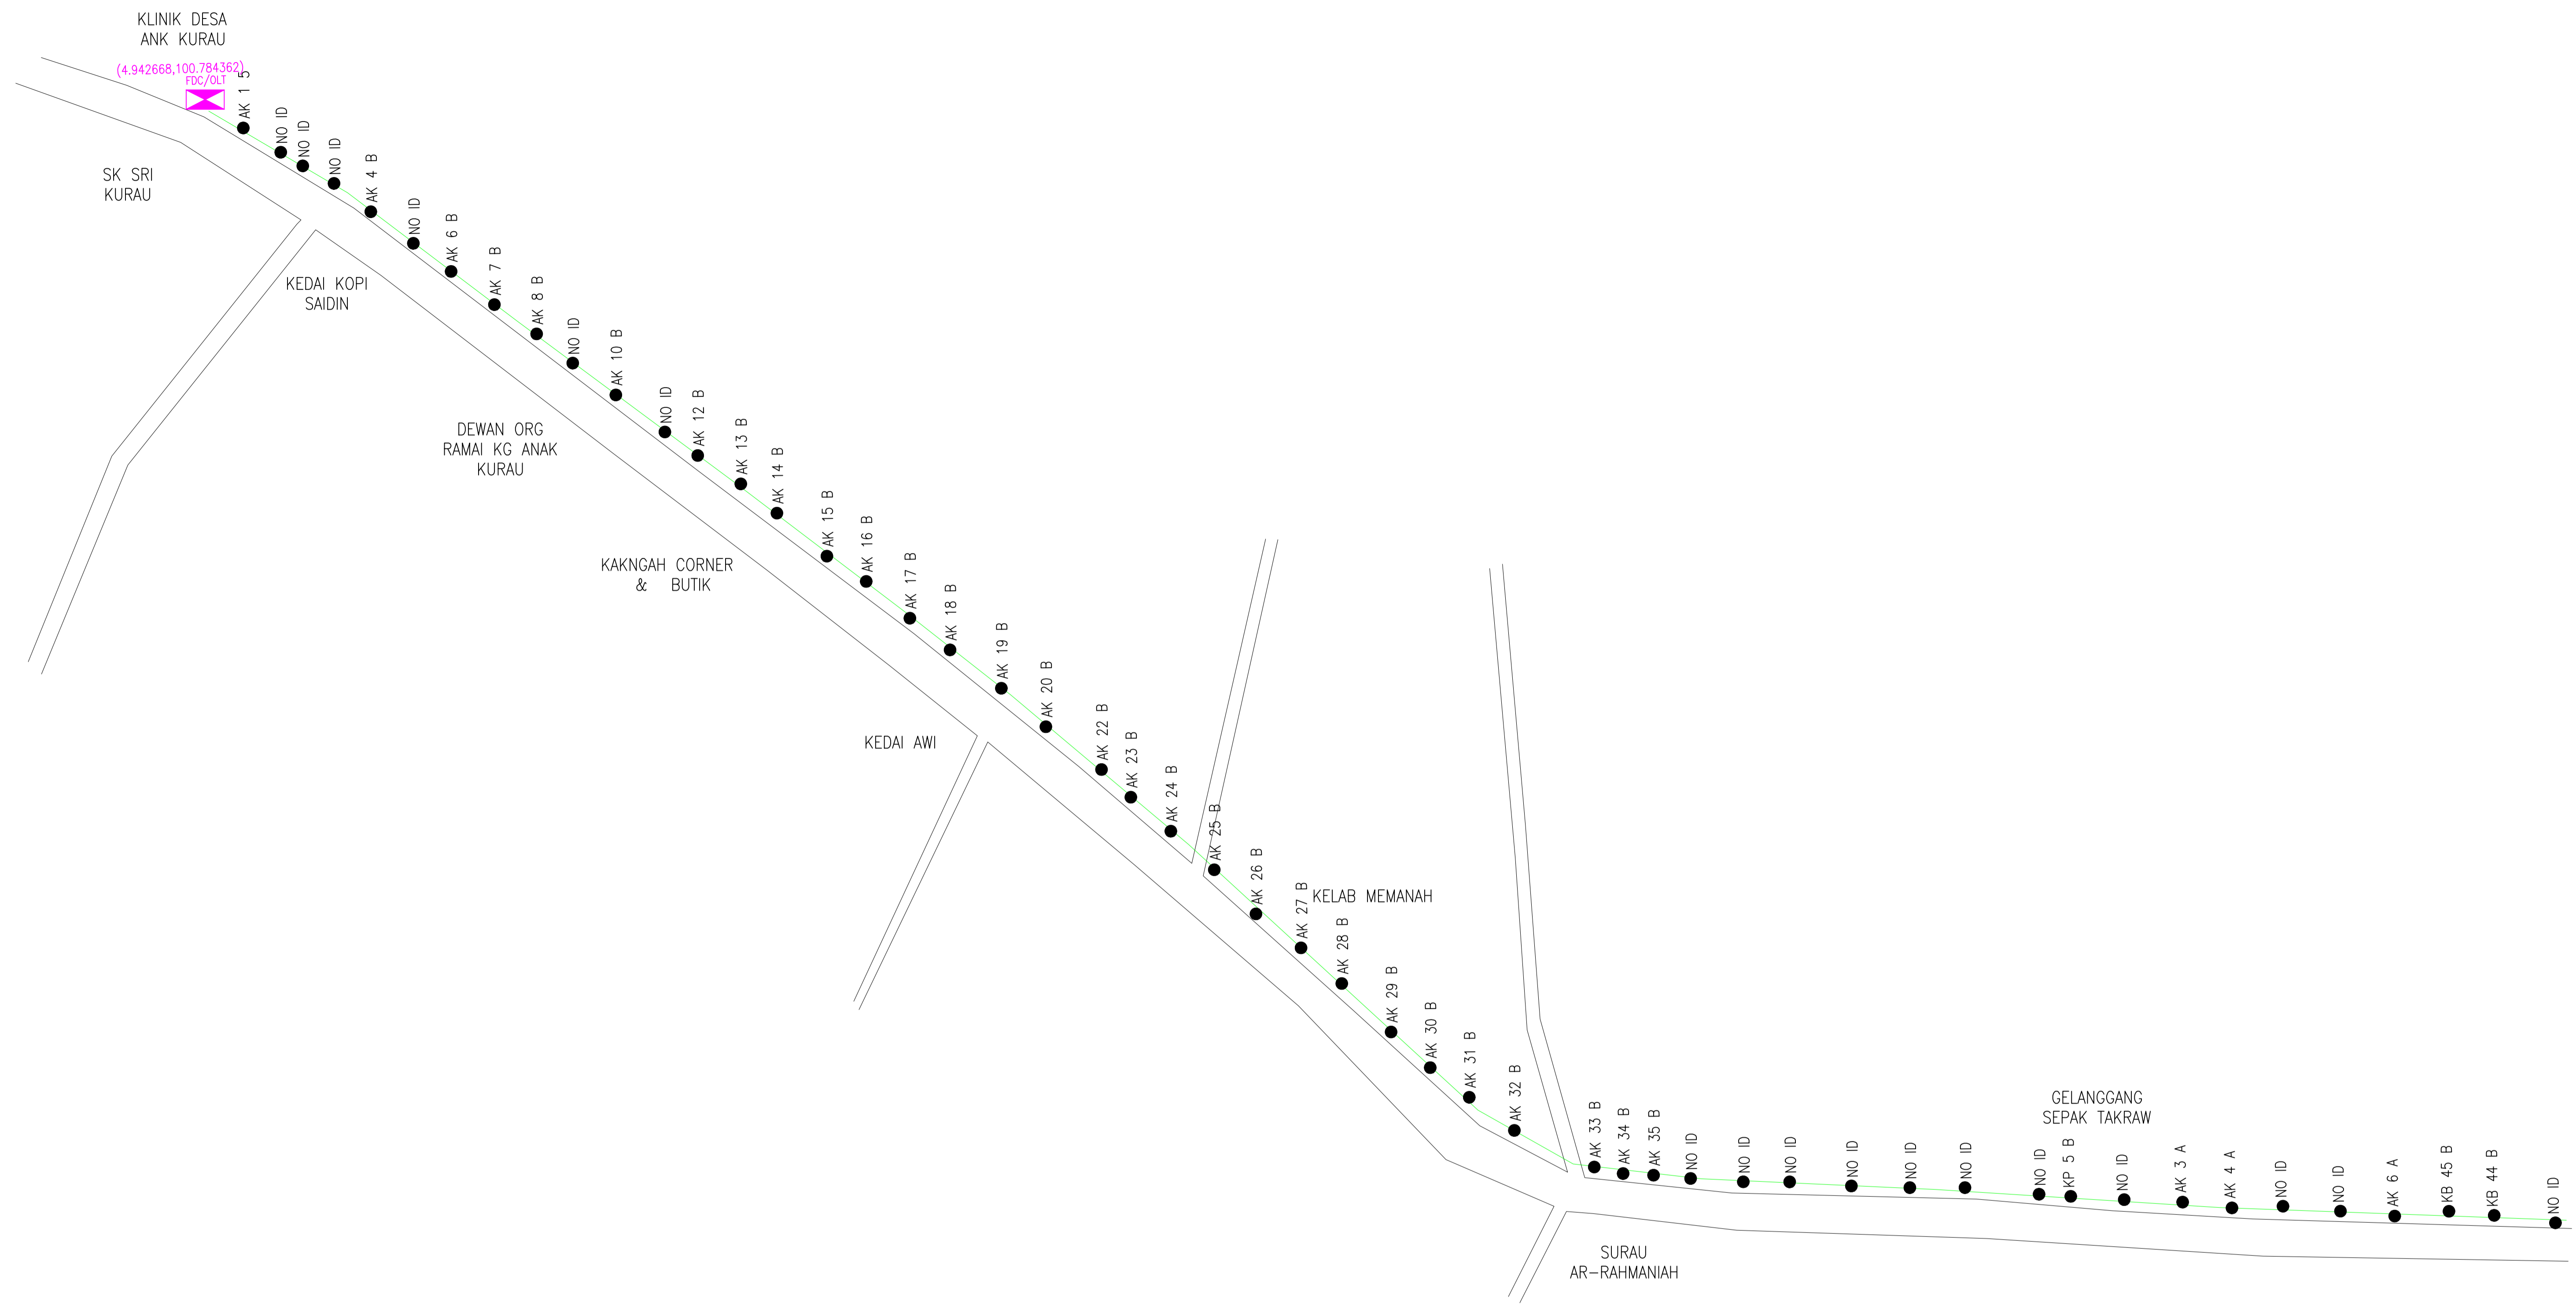 KLINIK DESA
ANK KURAU
(4.942668,100.784362)
FDC/OLT
AK 1 5
NO ID
NO ID
NO ID
AK 4 B
SK SRI
KURAU
NO ID
AK 6 B
AK 7 B
AK 8 B
KEDAI KOPI
SAIDIN
NO ID
AK 10 B
NO ID
AK 12 B
AK 13 B
AK 14 B
DEWAN ORG
RAMAI KG ANAK
KURAU
AK 15 B
AK 16 B
AK 17 B
AK 18 B
KAKNGAH CORNER
& BUTIK
AK 19 B
AK 20 B
AK 22 B
AK 23 B
AK 24 B
KEDAI AWI
AK 25 B
AK 26 B
AK 27 B
KELAB MEMANAH
AK 28 B
AK 29 B
AK 30 B
AK 31 B
AK 32 B
AK 33 B
AK 34 B
AK 35 B
NO ID
NO ID
NO ID
NO ID
NO ID
NO ID
GELANGGANG
SEPAK TAKRAW
NO ID
KP 5 B
NO ID
AK 3 A
AK 4 A
NO ID
NO ID
AK 6 A
KB 45 B
KB 44 B
NO ID
SURAU
AR-RAHMANIAH